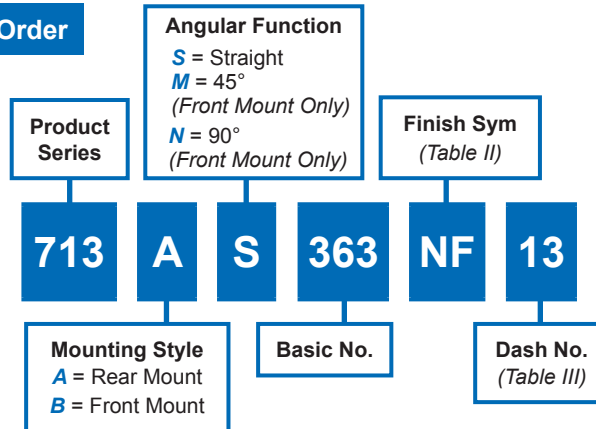 Order
Angular Function
S = Straight
M = 45°
(Front Mount Only)
N = 90°
(Front Mount Only)
Product
Series
Finish Sym
(Table II)
713 A S 363 NF 13
Mounting Style
A = Rear Mount
B = Front Mount
Basic No.
Dash No.
(Table III)